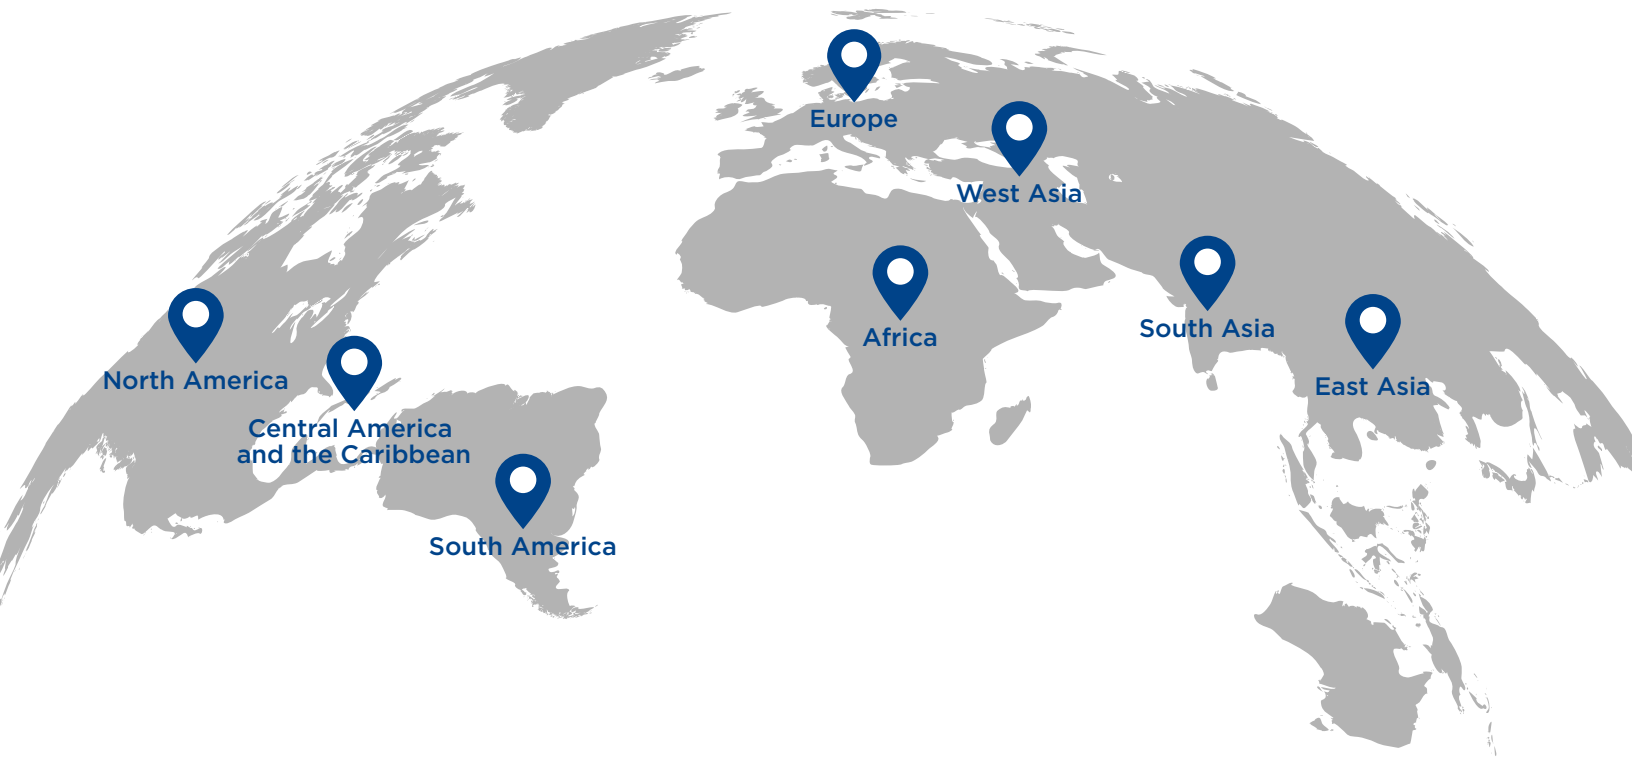 Europe
West Asia
Africa
South Asia
North America
East Asia
Central America
and the Caribbean
South America